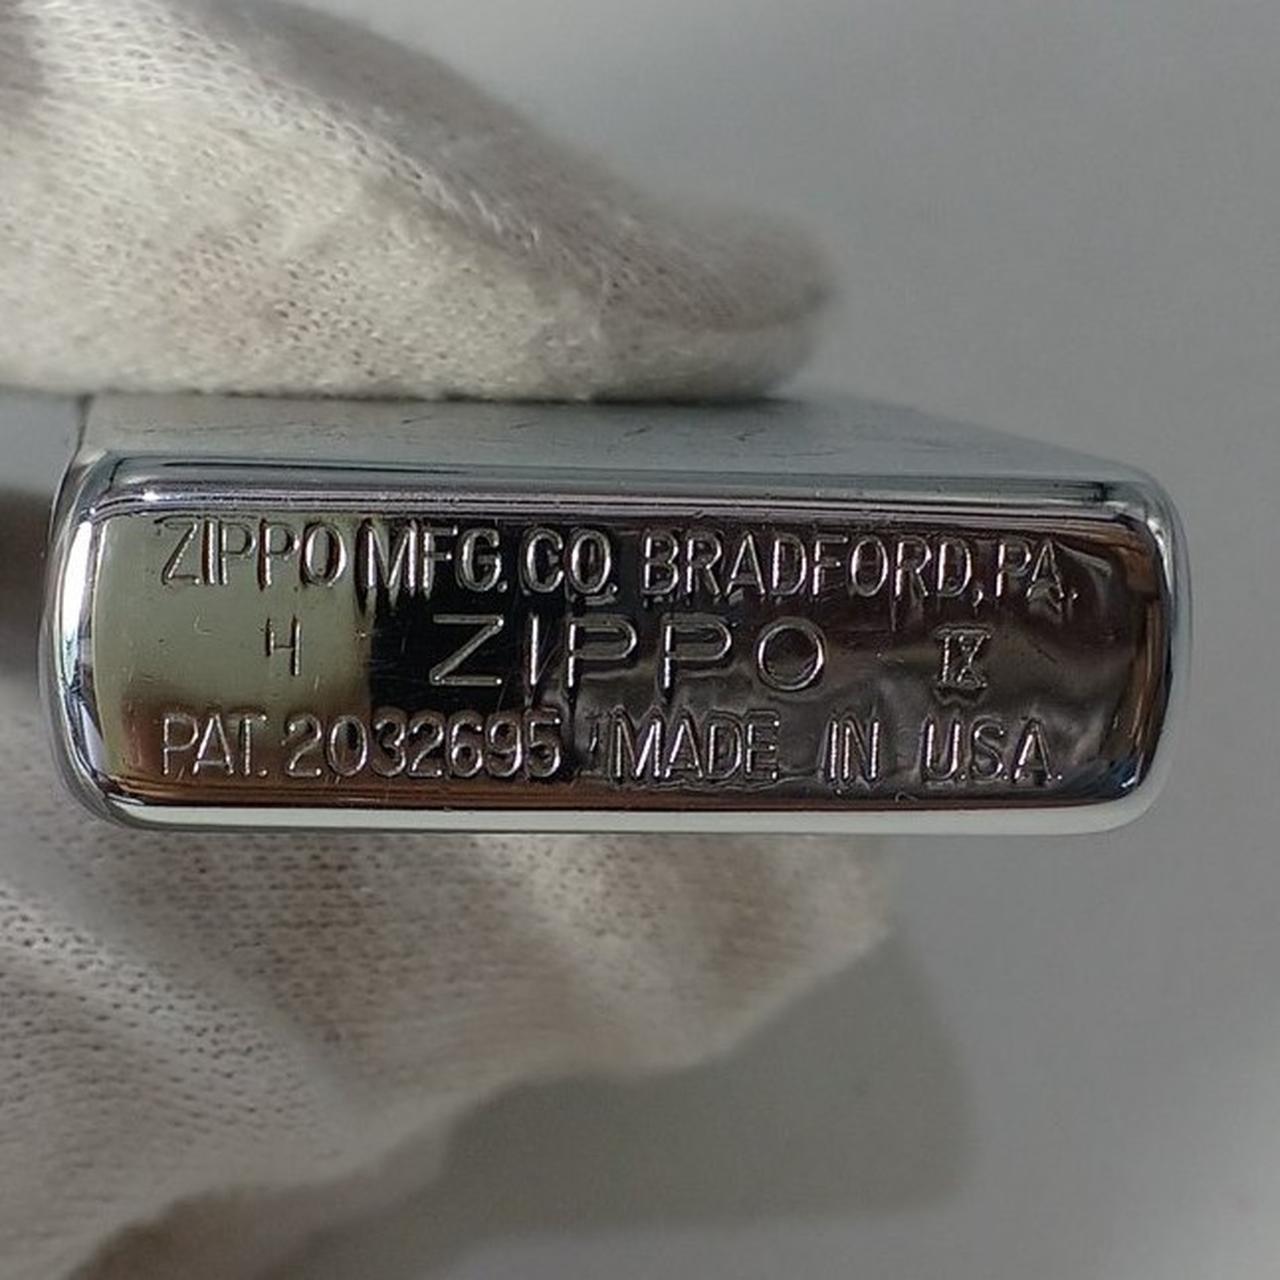 ZIPPO MFG. CO. BRADFORD, PA.
H ZIPPO IX
PAT. 2032695 MADE IN U.S.A.